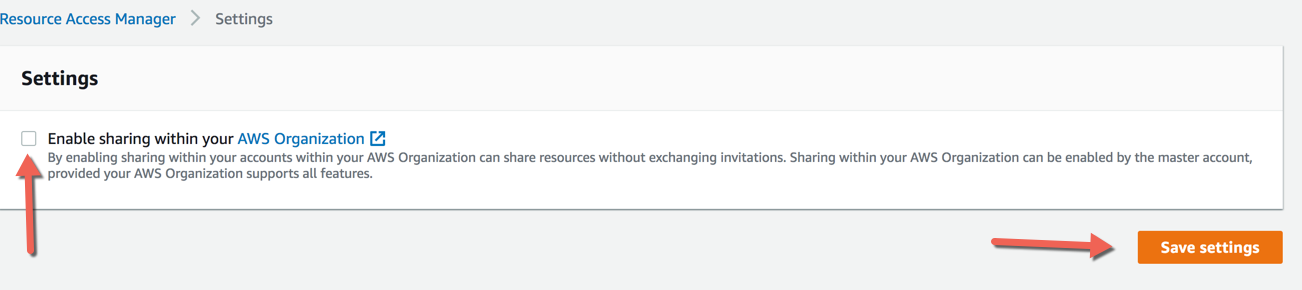 Resource Access Manager > Settings
Settings
Enable sharing within your AWS Organization
By enabling sharing within your accounts within your AWS Organization can share resources without exchanging invitations. Sharing within your AWS Organization can be enabled by the master account,
provided your AWS Organization supports all features.
Save settings